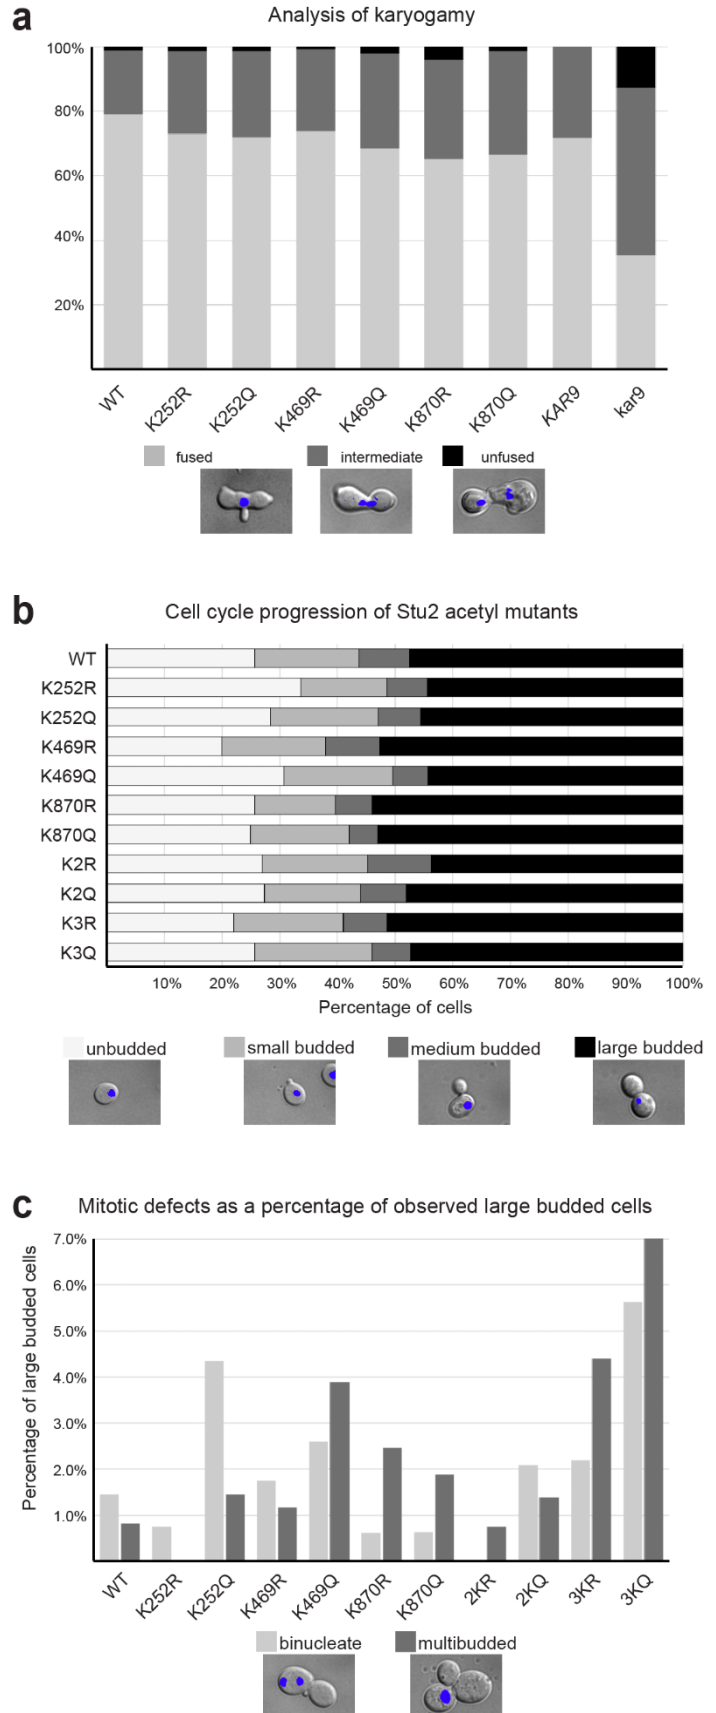 a
Analysis of karyogamy
100%
80%
60%
40%
20%
WT
K252R
K252Q
K469R
K469Q
K870R
K870Q
KAR9
kar9
fused
intermediate
unfused
b
Cell cycle progression of Stu2 acetyl mutants
WT
K252R
K252Q
K469R
K469Q
K870R
K870Q
K2R
K2Q
K3R
K3Q
10% 20% 30% 40% 50% 60% 70% 80% 90% 100%
Percentage of cells
unbudded
small budded
medium budded
large budded
c
Mitotic defects as a percentage of observed large budded cells
Percentage of large budded cells
7.0%
6.0%
5.0%
4.0%
3.0%
2.0%
1.0%
WT
K252R
K252Q
K469R
K469Q
K870R
K870Q
2KR
2KQ
3KR
3KQ
binucleate
multibudded